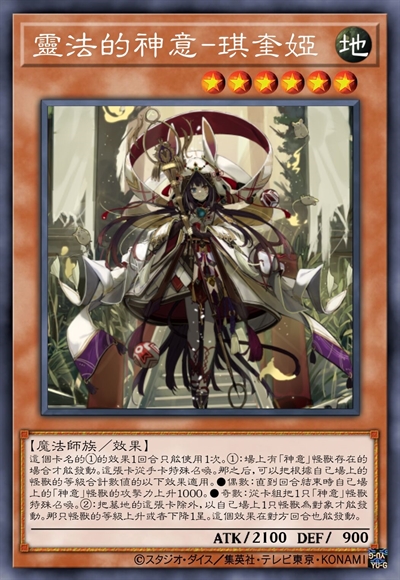 靈法的神意-琪奎婭 地
【魔法師族／效果】
這個卡名的①的效果1回合只能使用1次。①：場上有「神意」怪獸存在的
場合才能發動。這張卡從手卡特殊召喚。那之后，可以把根據自己場上的
怪獸的等級合計數值的以下效果適用。●偶數：直到回合結束時自己場
上的「神意」怪獸的攻擊力上升1000。●奇數：從卡組把1只「神意」怪獸
特殊召喚。②：把墓地的這張卡除外，以自己場上1只怪獸為對象才能發
動。那只怪獸的等級上升或者下降1星。這個效果在對方回合也能發動。
ATK/2100 DEF/ 900
©スタジオ・ダイス／集英社・テレビ東京・KONAMI